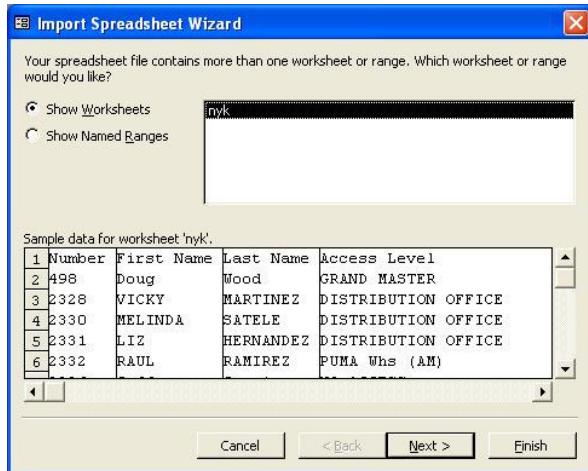 Import Spreadsheet Wizard
Your spreadsheet file contains more than one worksheet or range. Which worksheet or range
would you like?
Show Worksheets
Show Named Ranges
nyk
Sample data for worksheet 'nyk'.
1 Number First Name Last Name Access Level
2 498 Doug Wood GRAND MASTER
3 2328 VICKY MARTINEZ DISTRIBUTION OFFICE
4 2330 MELINDA SATELE DISTRIBUTION OFFICE
5 2331 LIZ HERNANDEZ DISTRIBUTION OFFICE
6 2332 RAUL RAMIREZ PUMA Whs (AM)
Cancel < Back Next > Finish